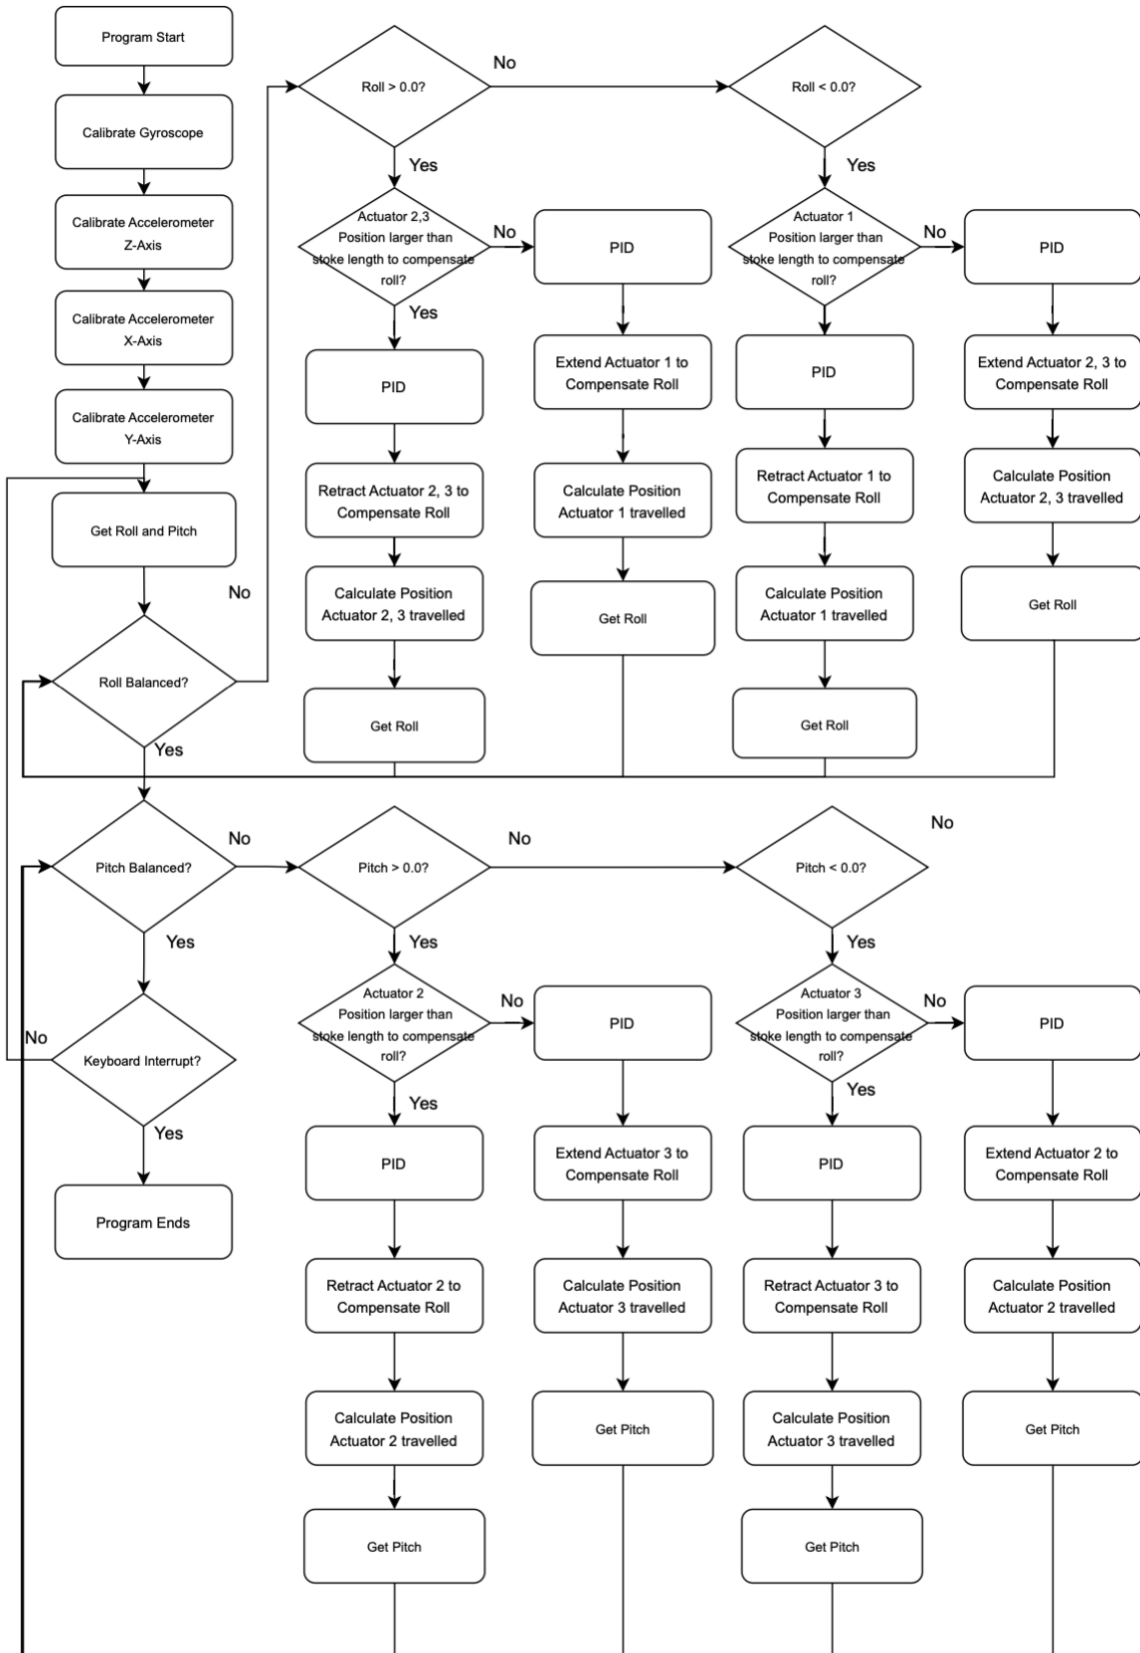 Program Start
Calibrate Gyroscope
Calibrate Accelerometer
Z-Axis
Calibrate Accelerometer
X-Axis
Calibrate Accelerometer
Y-Axis
Get Roll and Pitch
No
Roll Balanced?
Yes
Roll > 0.0?
No
Roll < 0.0?
Yes
Yes
Actuator 2,3
Position larger than
stoke length to compensate
roll?
No
Yes
PID
Retract Actuator 2, 3 to
Compensate Roll
Calculate Position
Actuator 2, 3 travelled
Get Roll
PID
Extend Actuator 1 to
Compensate Roll
Calculate Position
Actuator 1 travelled
Get Roll
Actuator 1
Position larger than
stoke length to compensate
roll?
No
PID
Retract Actuator 1 to
Compensate Roll
Calculate Position
Actuator 1 travelled
Get Roll
PID
Extend Actuator 2, 3 to
Compensate Roll
Calculate Position
Actuator 2, 3 travelled
Get Roll
Pitch Balanced?
No
Yes
Keyboard Interrupt?
No
Yes
Program Ends
Pitch > 0.0?
No
Pitch < 0.0?
No
Yes
Yes
Actuator 2
Position larger than
stoke length to compensate
roll?
No
Yes
PID
Retract Actuator 2 to
Compensate Roll
Calculate Position
Actuator 2 travelled
Get Pitch
PID
Extend Actuator 3 to
Compensate Roll
Calculate Position
Actuator 3 travelled
Get Pitch
Actuator 3
Position larger than
stoke length to compensate
roll?
No
Yes
PID
Retract Actuator 3 to
Compensate Roll
Calculate Position
Actuator 3 travelled
Get Pitch
PID
Extend Actuator 2 to
Compensate Roll
Calculate Position
Actuator 2 travelled
Get Pitch